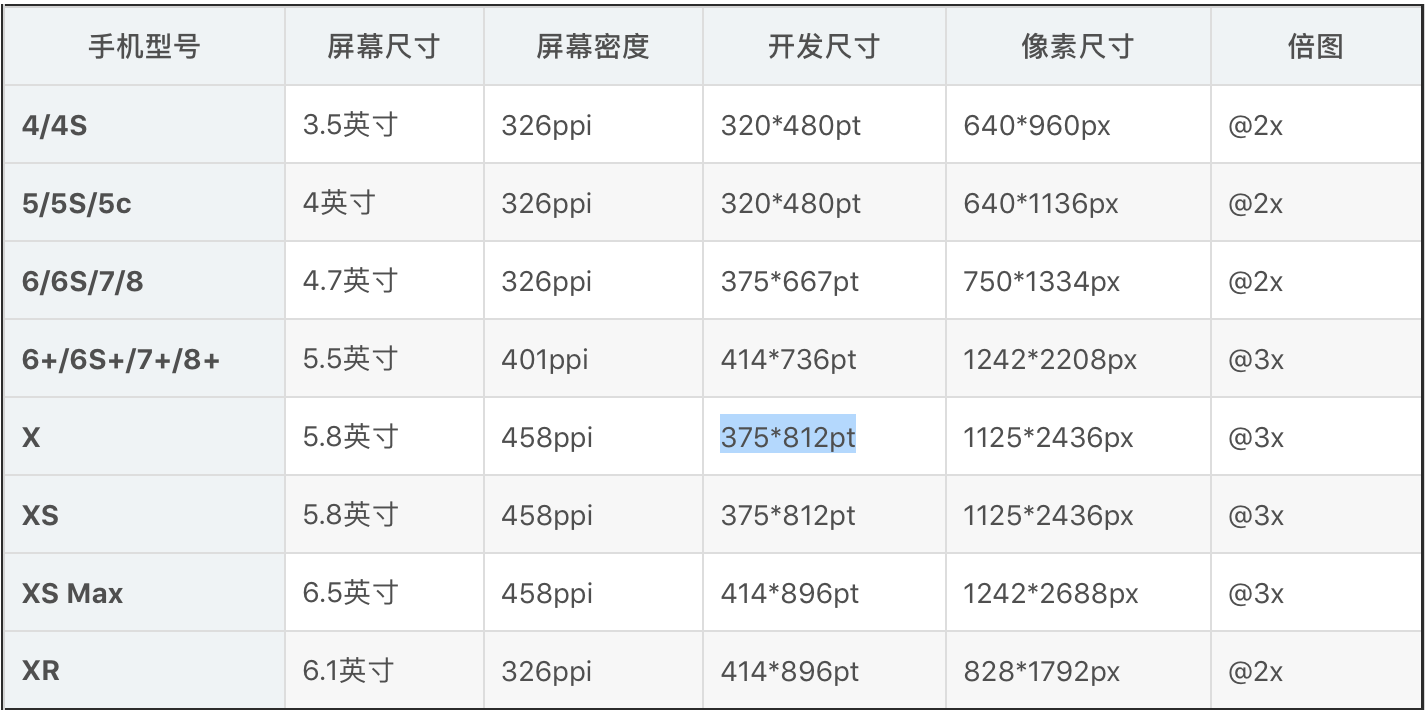 手机型号 屏幕尺寸 屏幕密度 开发尺寸 像素尺寸 倍图
4/4S 3.5英寸 326ppi 320*480pt 640*960px @2x
5/5S/5c 4英寸 326ppi 320*480pt 640*1136px @2x
6/6S/7/8 4.7英寸 326ppi 375*667pt 750*1334px @2x
6+/6S+/7+/8+ 5.5英寸 401ppi 414*736pt 1242*2208px @3x
X 5.8英寸 458ppi 375*812pt 1125*2436px @3x
XS 5.8英寸 458ppi 375*812pt 1125*2436px @3x
XS Max 6.5英寸 458ppi 414*896pt 1242*2688px @3x
XR 6.1英寸 326ppi 414*896pt 828*1792px @2x